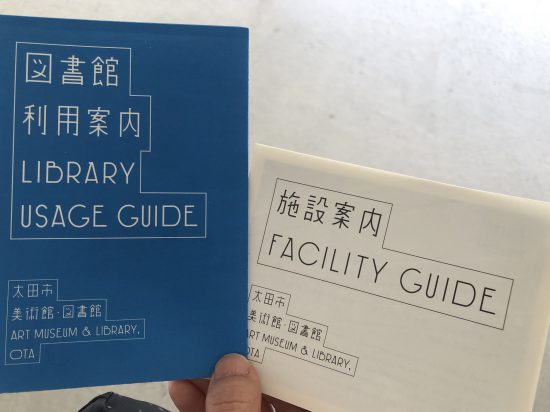 図書館
利用案内
LIBRARY
USAGE GUIDE
太田市
美術館・図書館
ART MUSEUM & LIBRARY,
OTA
施設案内
FACILITY GUIDE
太田市
美術館・図書館
ART MUSEUM & LIBRARY,
OTA